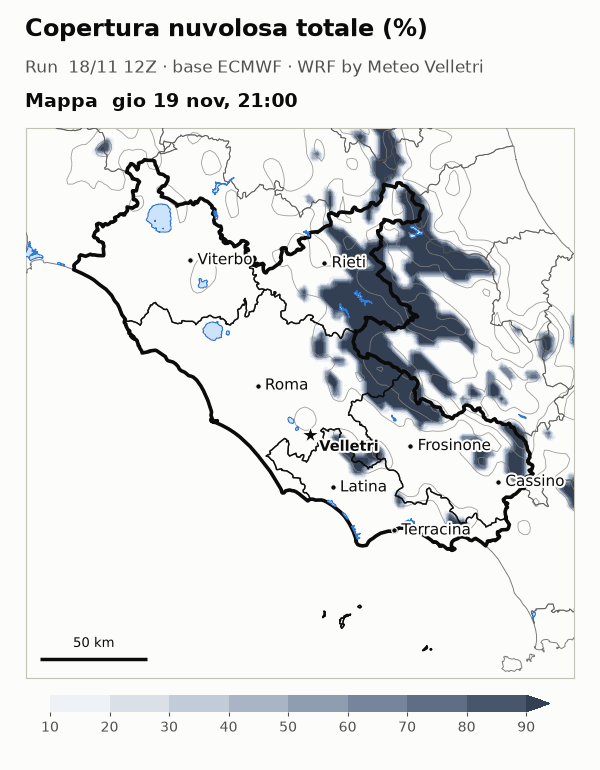 Copertura nuvolosa totale (%)
Run 18/11 12Z · base ECMWF · WRF by Meteo Velletri
Mappa gio 19 nov, 21:00
Viterbo
Rieti
Roma
Velletri
Frosinone
Latina
Cassino
Terracina
50 km
10 20 30 40 50 60 70 80 90